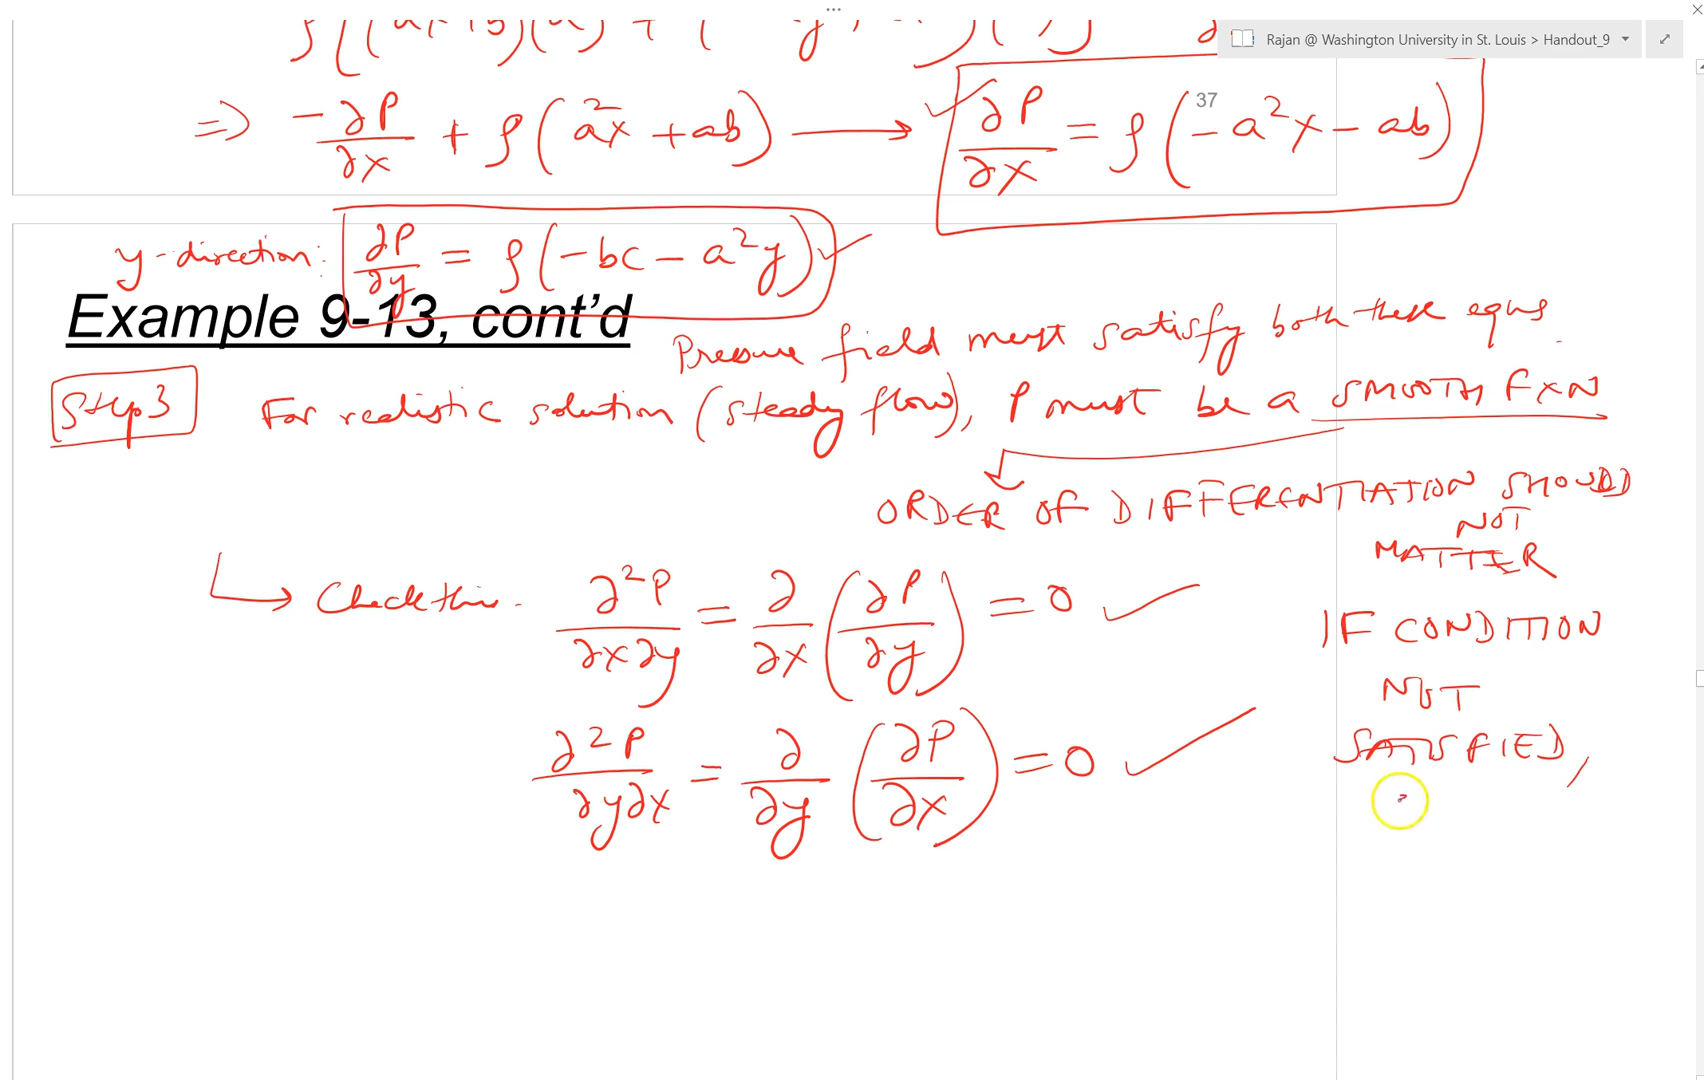 Rajan @ Washington University in St. Louis > Handout_9
37
=> -∂P/∂x + ρ(a²x + ab) → ∂P/∂x = ρ(-a²x - ab)
y-direction: ∂P/∂y = ρ(-bc - a²y)
Example 9-13, cont’d
Pressure field must satisfy both these eqns
Step 3 For realistic solution (steady flow), P must be a SMOOTH FXN
ORDER OF DIFFERENTIATION SHOULD
NOT
MATTER
Check this. ∂²P/∂x∂y = ∂/∂x (∂P/∂y) = 0 ✓
IF CONDITION
NOT
SATISFIED,
∂²P/∂y∂x = ∂/∂y (∂P/∂x) = 0 ✓